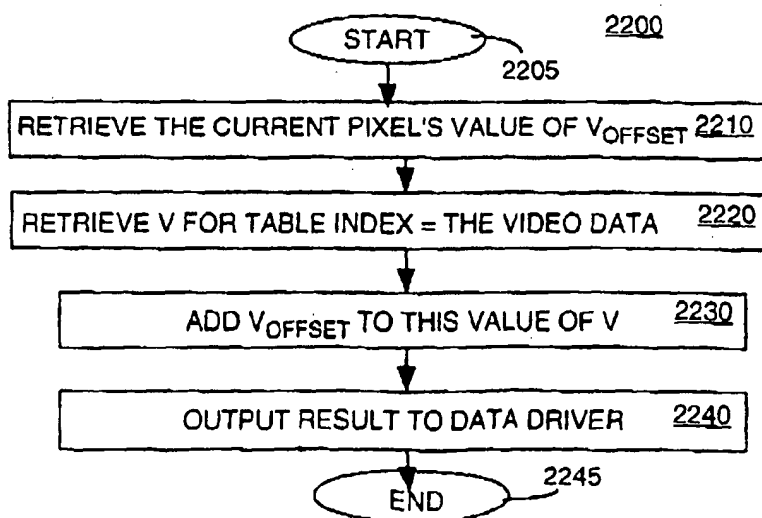 START
2200
2205
RETRIEVE THE CURRENT PIXEL'S VALUE OF VOFFSET 2210
RETRIEVE V FOR TABLE INDEX = THE VIDEO DATA 2220
ADD VOFFSET TO THIS VALUE OF V 2230
OUTPUT RESULT TO DATA DRIVER 2240
2245
END